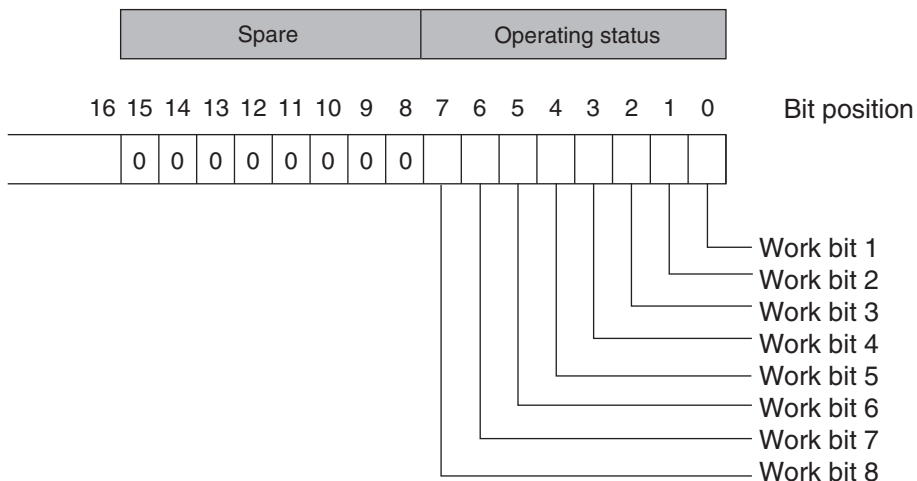 Spare Operating status
16 15 14 13 12 11 10 9 8 7 6 5 4 3 2 1 0 Bit position
0 0 0 0 0 0 0 0
Work bit 1
Work bit 2
Work bit 3
Work bit 4
Work bit 5
Work bit 6
Work bit 7
Work bit 8